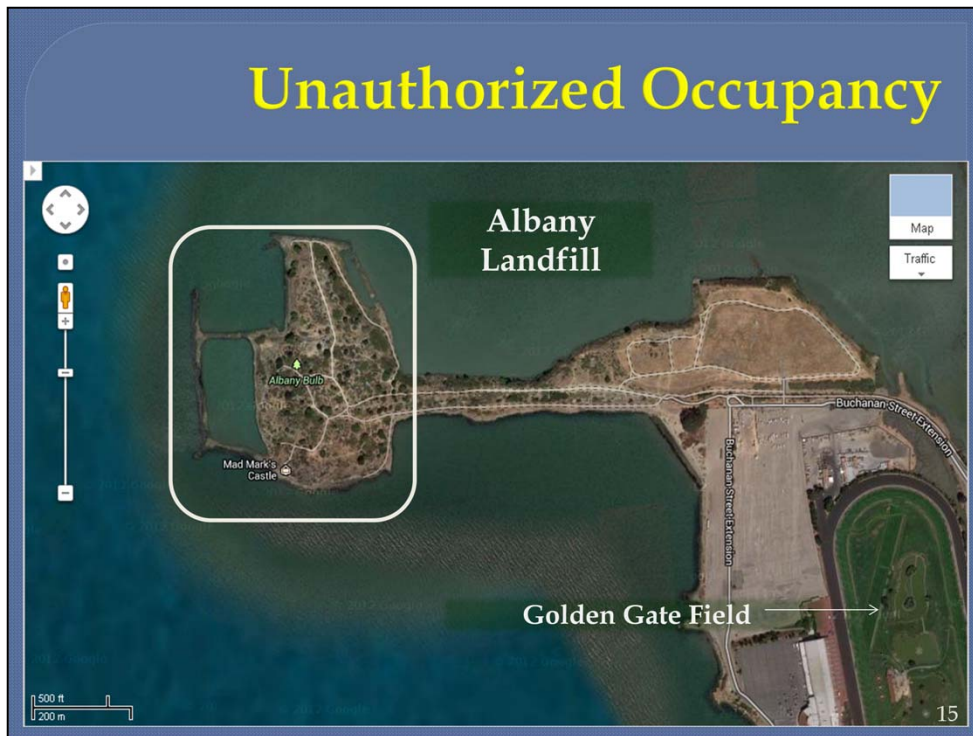 Unauthorized Occupancy
Albany
Landfill
Map
Traffic
Albany Bulb
Mad Mark's
Castle
Buchanan Street Extension
Buchanan Street Extension
Golden Gate Field
500 ft
200 m
15